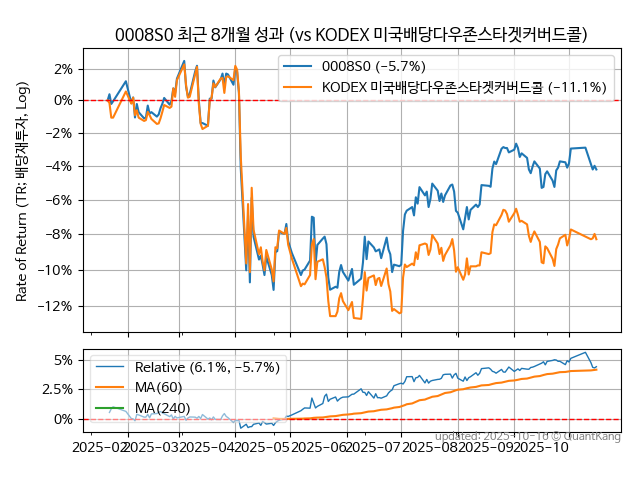 0008S0 최근 8개월 성과 (vs KODEX 미국배당다우존스타겟커버드콜)
Rate of Return (TR: 배당재투자, Log)
2%
0%
−2%
−4%
−6%
−8%
−10%
−12%
0008S0 (−5.7%)
KODEX 미국배당다우존스타겟커버드콜 (−11.1%)
5%
2.5%
0%
Relative (6.1%, −5.7%)
MA(60)
MA(240)
updated: 2025-10-16 © QuantKang
2025-02 2025-03 2025-04 2025-05 2025-06 2025-07 2025-08 2025-09 2025-10